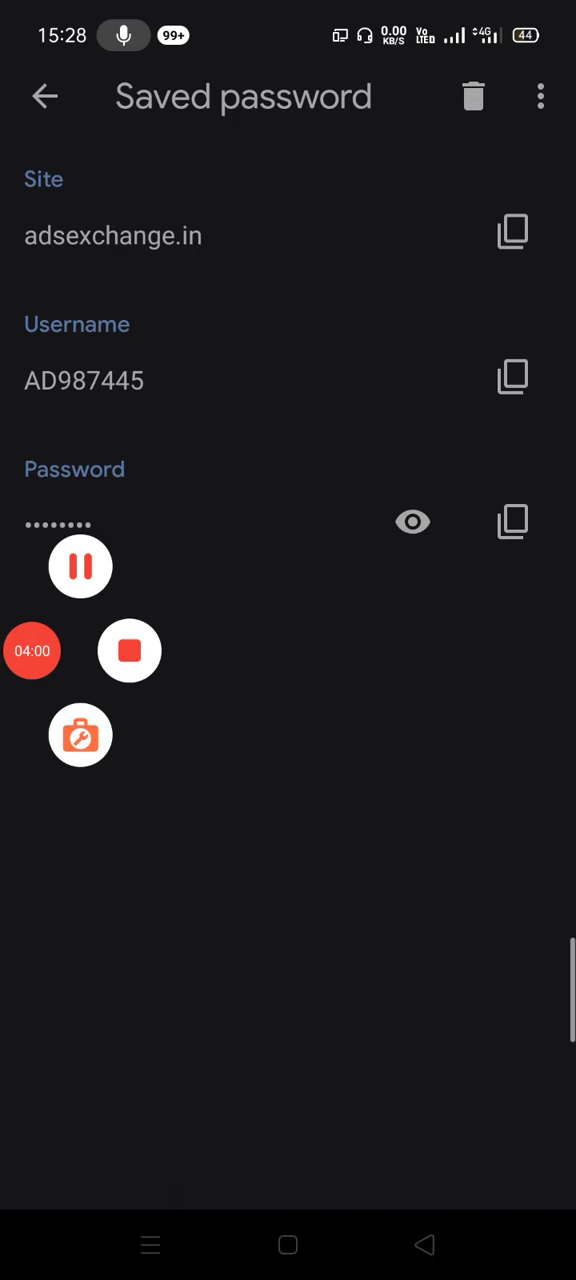 15:28 99+ 0.00 KB/S Vo LTED 4G 44
Saved password
Site
adsexchange.in
Username
AD987445
Password
••••••••
04:00